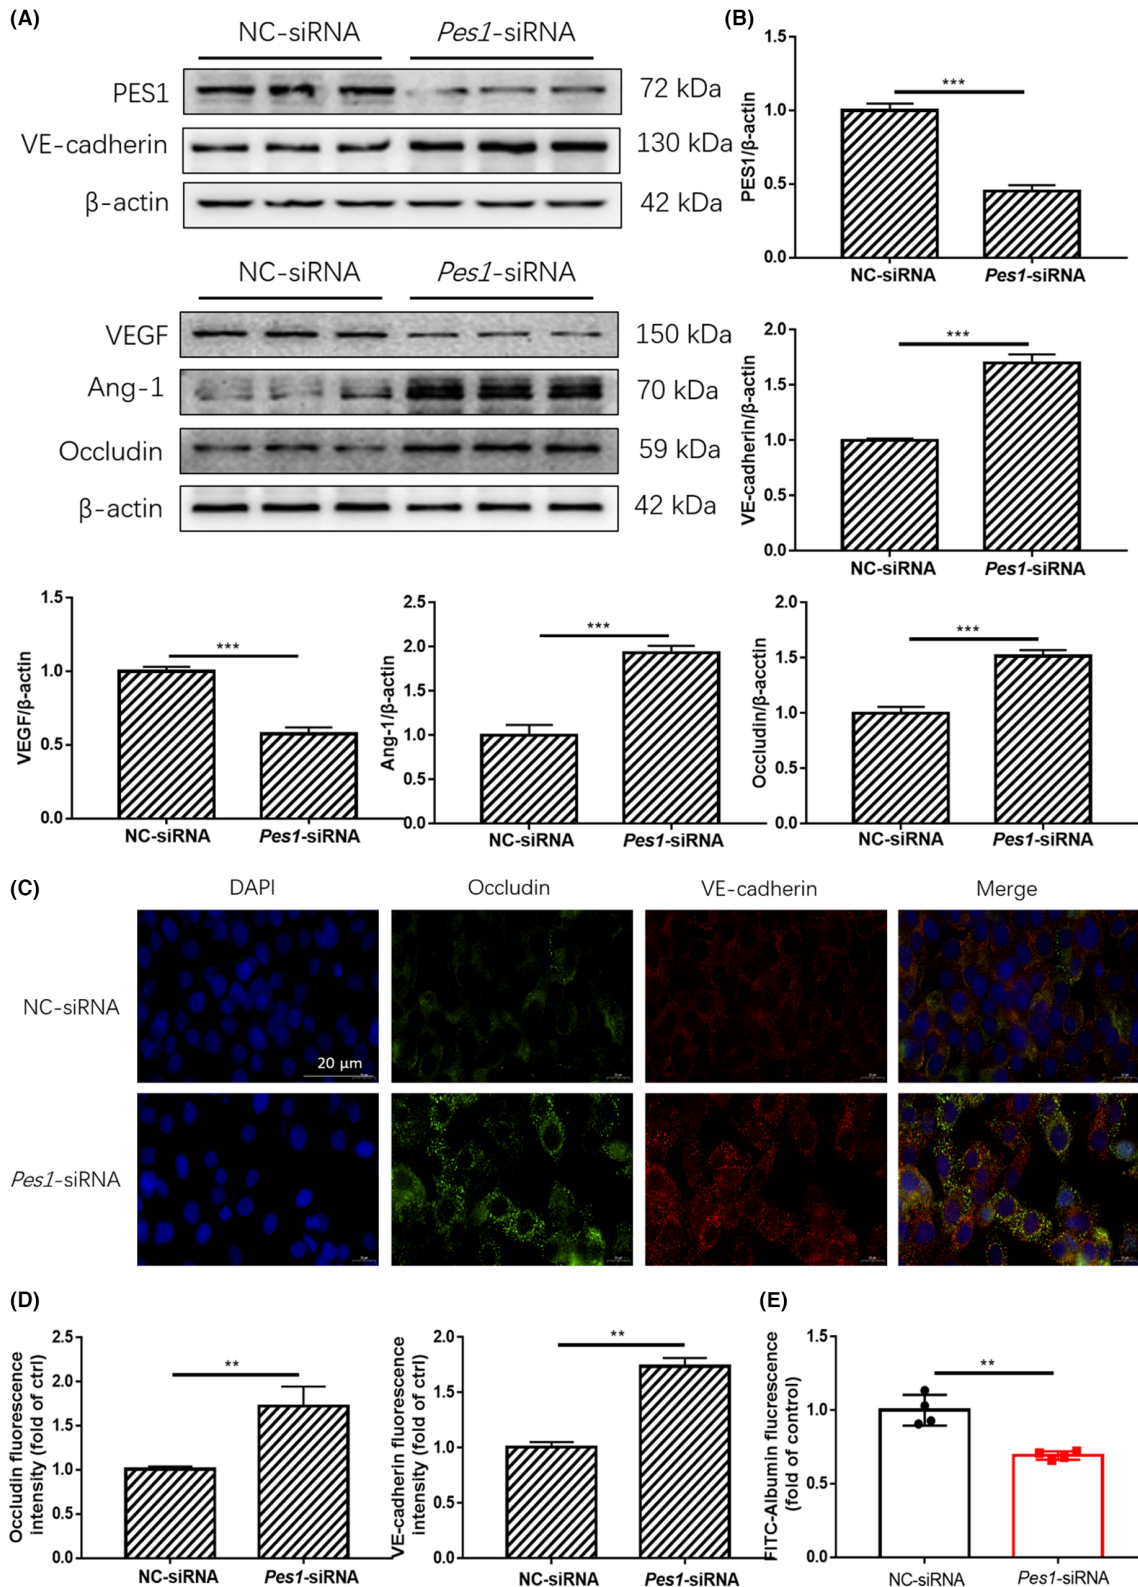 (A)
NC-siRNA Pes1-siRNA
PES1 72 kDa
VE-cadherin 130 kDa
β-actin 42 kDa
NC-siRNA Pes1-siRNA
VEGF 150 kDa
Ang-1 70 kDa
Occludin 59 kDa
β-actin 42 kDa
(B)
PES1/β-actin
1.5
1.0
0.5
0.0
***
NC-siRNA Pes1-siRNA
VE-cadherin/β-actin
2.0
1.5
1.0
0.5
0.0
***
NC-siRNA Pes1-siRNA
VEGF/β-actin
1.5
1.0
0.5
0.0
***
NC-siRNA Pes1-siRNA
Ang-1/β-actin
2.5
2.0
1.5
1.0
0.5
0.0
***
NC-siRNA Pes1-siRNA
Occludin/β-acctin
2.0
1.5
1.0
0.5
0.0
***
NC-siRNA Pes1-siRNA
(C)
DAPI Occludin VE-cadherin Merge
NC-siRNA
20 μm
Pes1-siRNA
(D)
Occludin fluorescence
intensity (fold of ctrl)
2.5
2.0
1.5
1.0
0.5
0.0
**
NC-siRNA Pes1-siRNA
VE-cadherin fluorescence
intensity (fold of ctrl)
2.0
1.5
1.0
0.5
0.0
**
NC-siRNA Pes1-siRNA
(E)
FITC-Albumin flucrescence
(fold of control)
1.5
1.0
0.5
0.0
**
NC-siRNA Pes1-siRNA